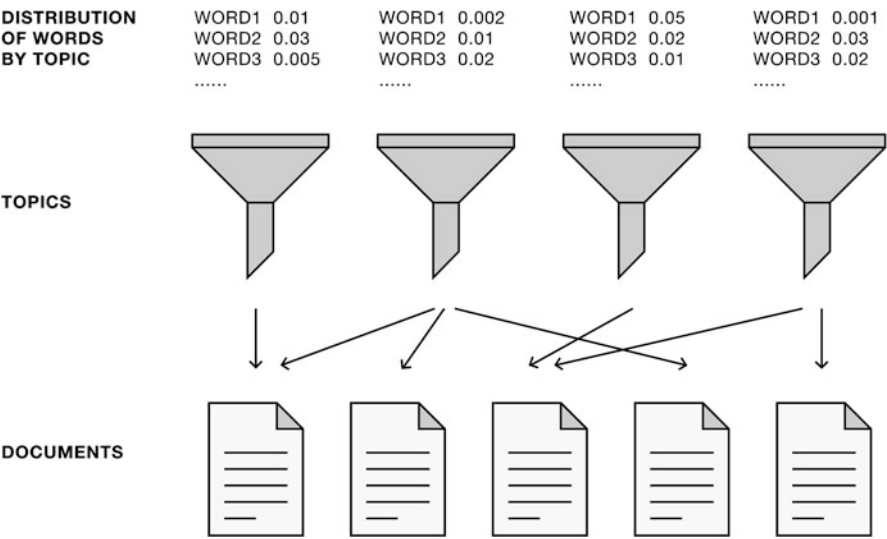 DISTRIBUTION
OF WORDS
BY TOPIC
WORD1 0.01
WORD2 0.03
WORD3 0.005
......
WORD1 0.002
WORD2 0.01
WORD3 0.02
......
WORD1 0.05
WORD2 0.02
WORD3 0.01
......
WORD1 0.001
WORD2 0.03
WORD3 0.02
......
TOPICS
DOCUMENTS